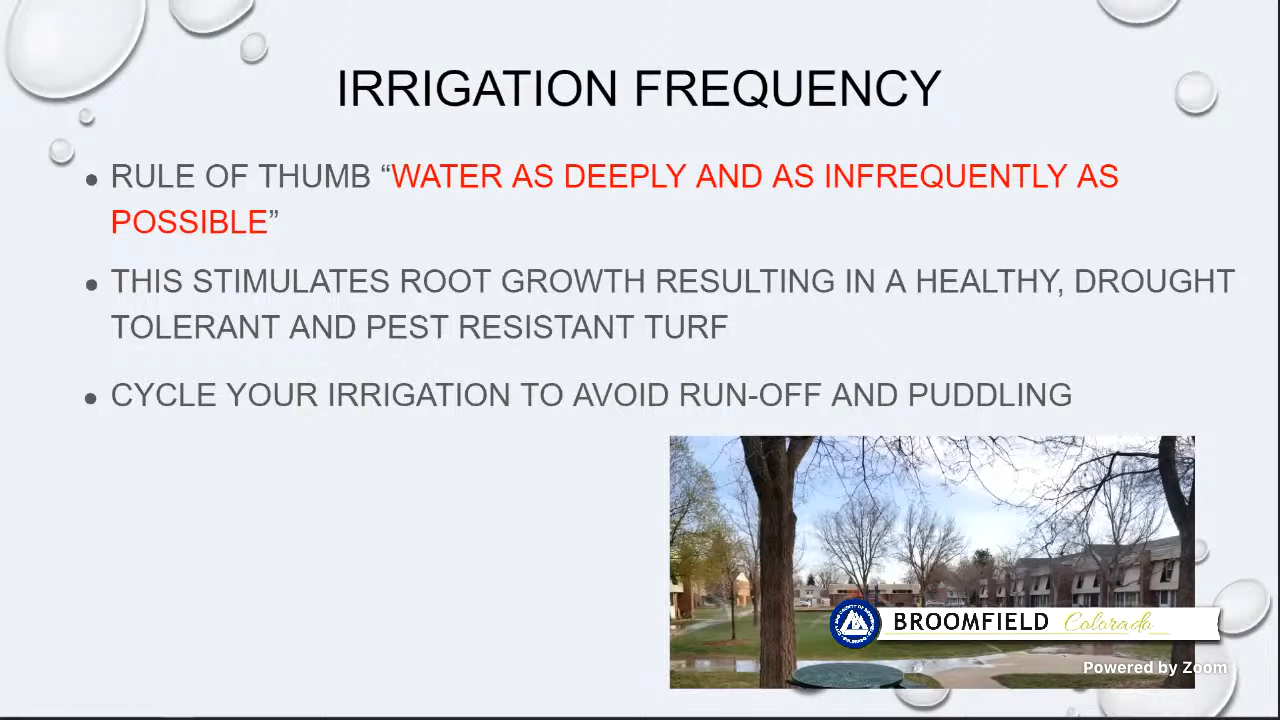 IRRIGATION FREQUENCY
• RULE OF THUMB “WATER AS DEEPLY AND AS INFREQUENTLY AS
POSSIBLE”
• THIS STIMULATES ROOT GROWTH RESULTING IN A HEALTHY, DROUGHT
TOLERANT AND PEST RESISTANT TURF
• CYCLE YOUR IRRIGATION TO AVOID RUN-OFF AND PUDDLING
BROOMFIELD Colorado
Powered by Zoom